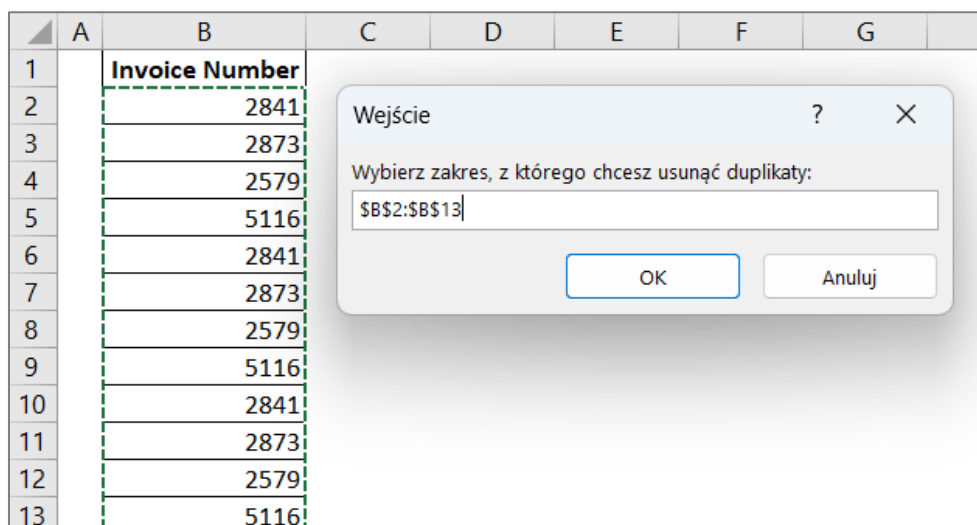 A B C D E F G
1 Invoice Number
2 2841
3 2873
4 2579
5 5116
6 2841
7 2873
8 2579
9 5116
10 2841
11 2873
12 2579
13 5116
Wejście ?
Wybierz zakres, z którego chcesz usunąć duplikaty:
$B$2:$B$13
OK Anuluj